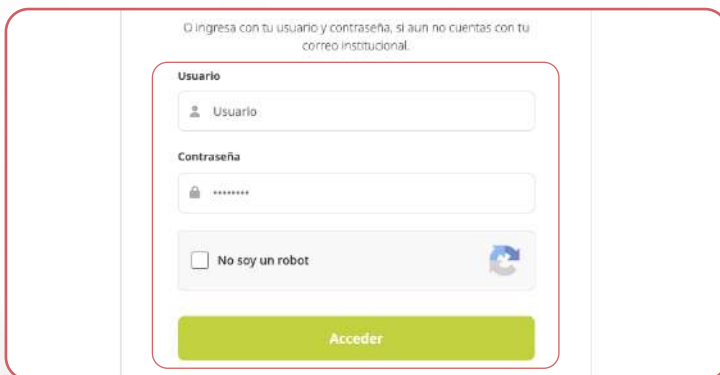 O ingresa con tu usuario y contraseña, si aun no cuentas con tu
correo institucional.
Usuario
Usuario
Contraseña
••••••••
No soy un robot
Acceder